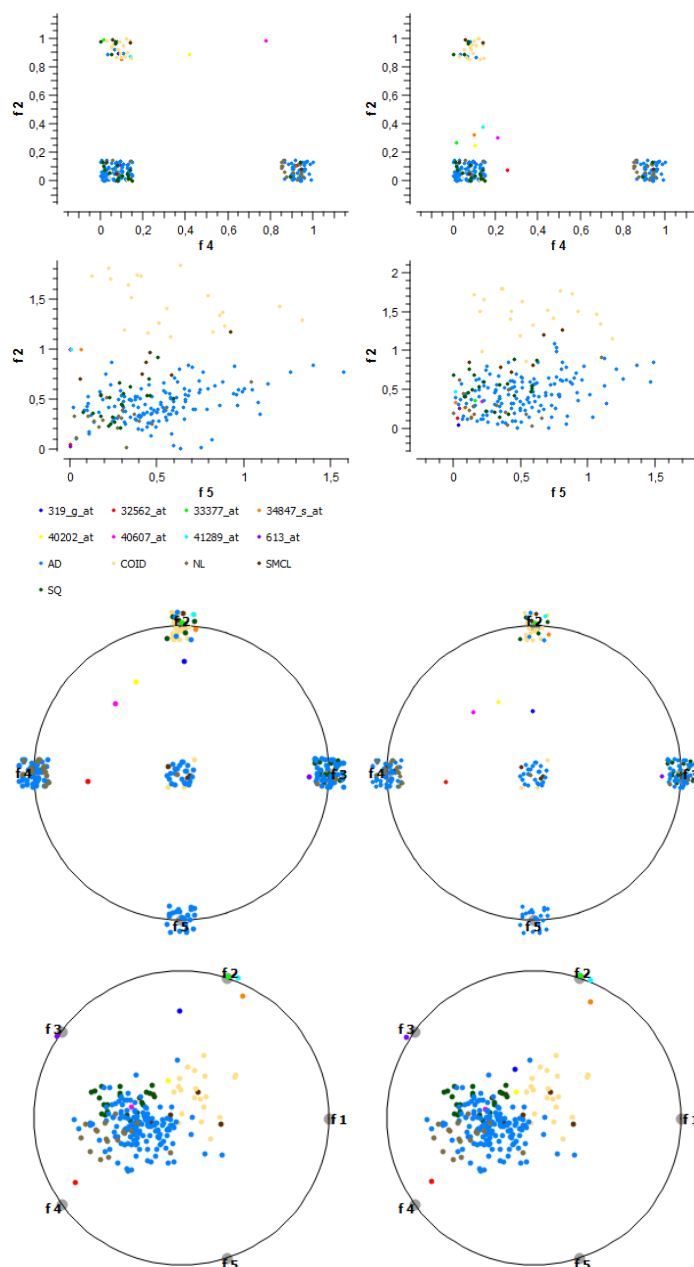 1
1
0,8
0,8
0,6
0,6
f 2
f 2
0,4
0,4
0,2
0,2
0
0
0 0,2 0,4 0,6 0,8 1
0 0,2 0,4 0,6 0,8 1
f 4
f 4
2
1,5
1,5
1
1
f 2
f 2
0,5
0,5
0
0
0 0,5 1 1,5
0 0,5 1 1,5
f 5
f 5
319_g_at 32562_at 33377_at 34847_s_at
40202_at 40607_at 41289_at 613_at
AD COID NL SMCL
SQ
f 2
f 2
f 4 f 3
f 4
f 5
f 5
f 2
f 2
f 3
f 3
f 1
f 1
f 4
f 4
f 5
f 5